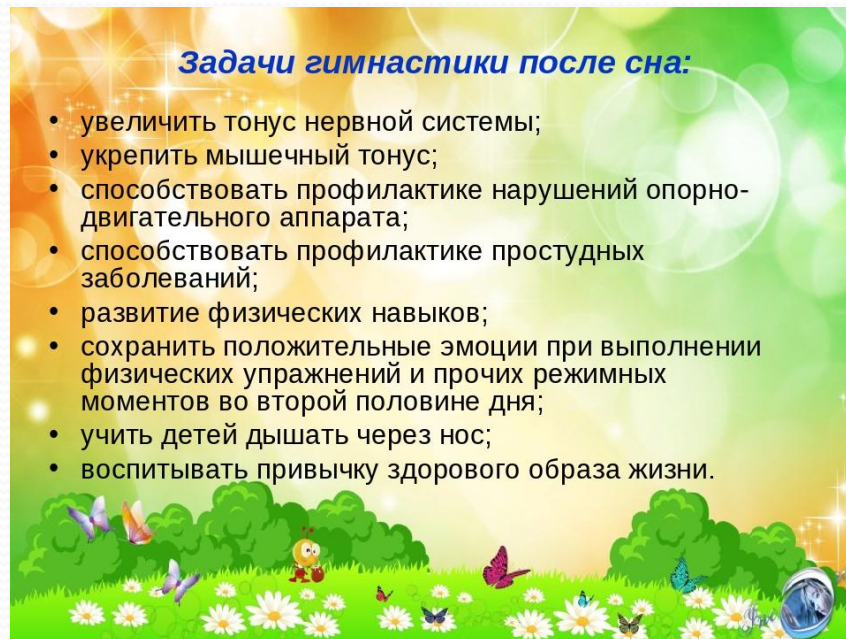 Задачи гимнастики после сна:
• увеличить тонус нервной системы;
• укрепить мышечный тонус;
• способствовать профилактике нарушений опорно-
двигательного аппарата;
• способствовать профилактике простудных
заболеваний;
• развитие физических навыков;
• сохранить положительные эмоции при выполнении
физических упражнений и прочих режимных
моментов во второй половине дня;
• учить детей дышать через нос;
• воспитывать привычку здорового образа жизни.